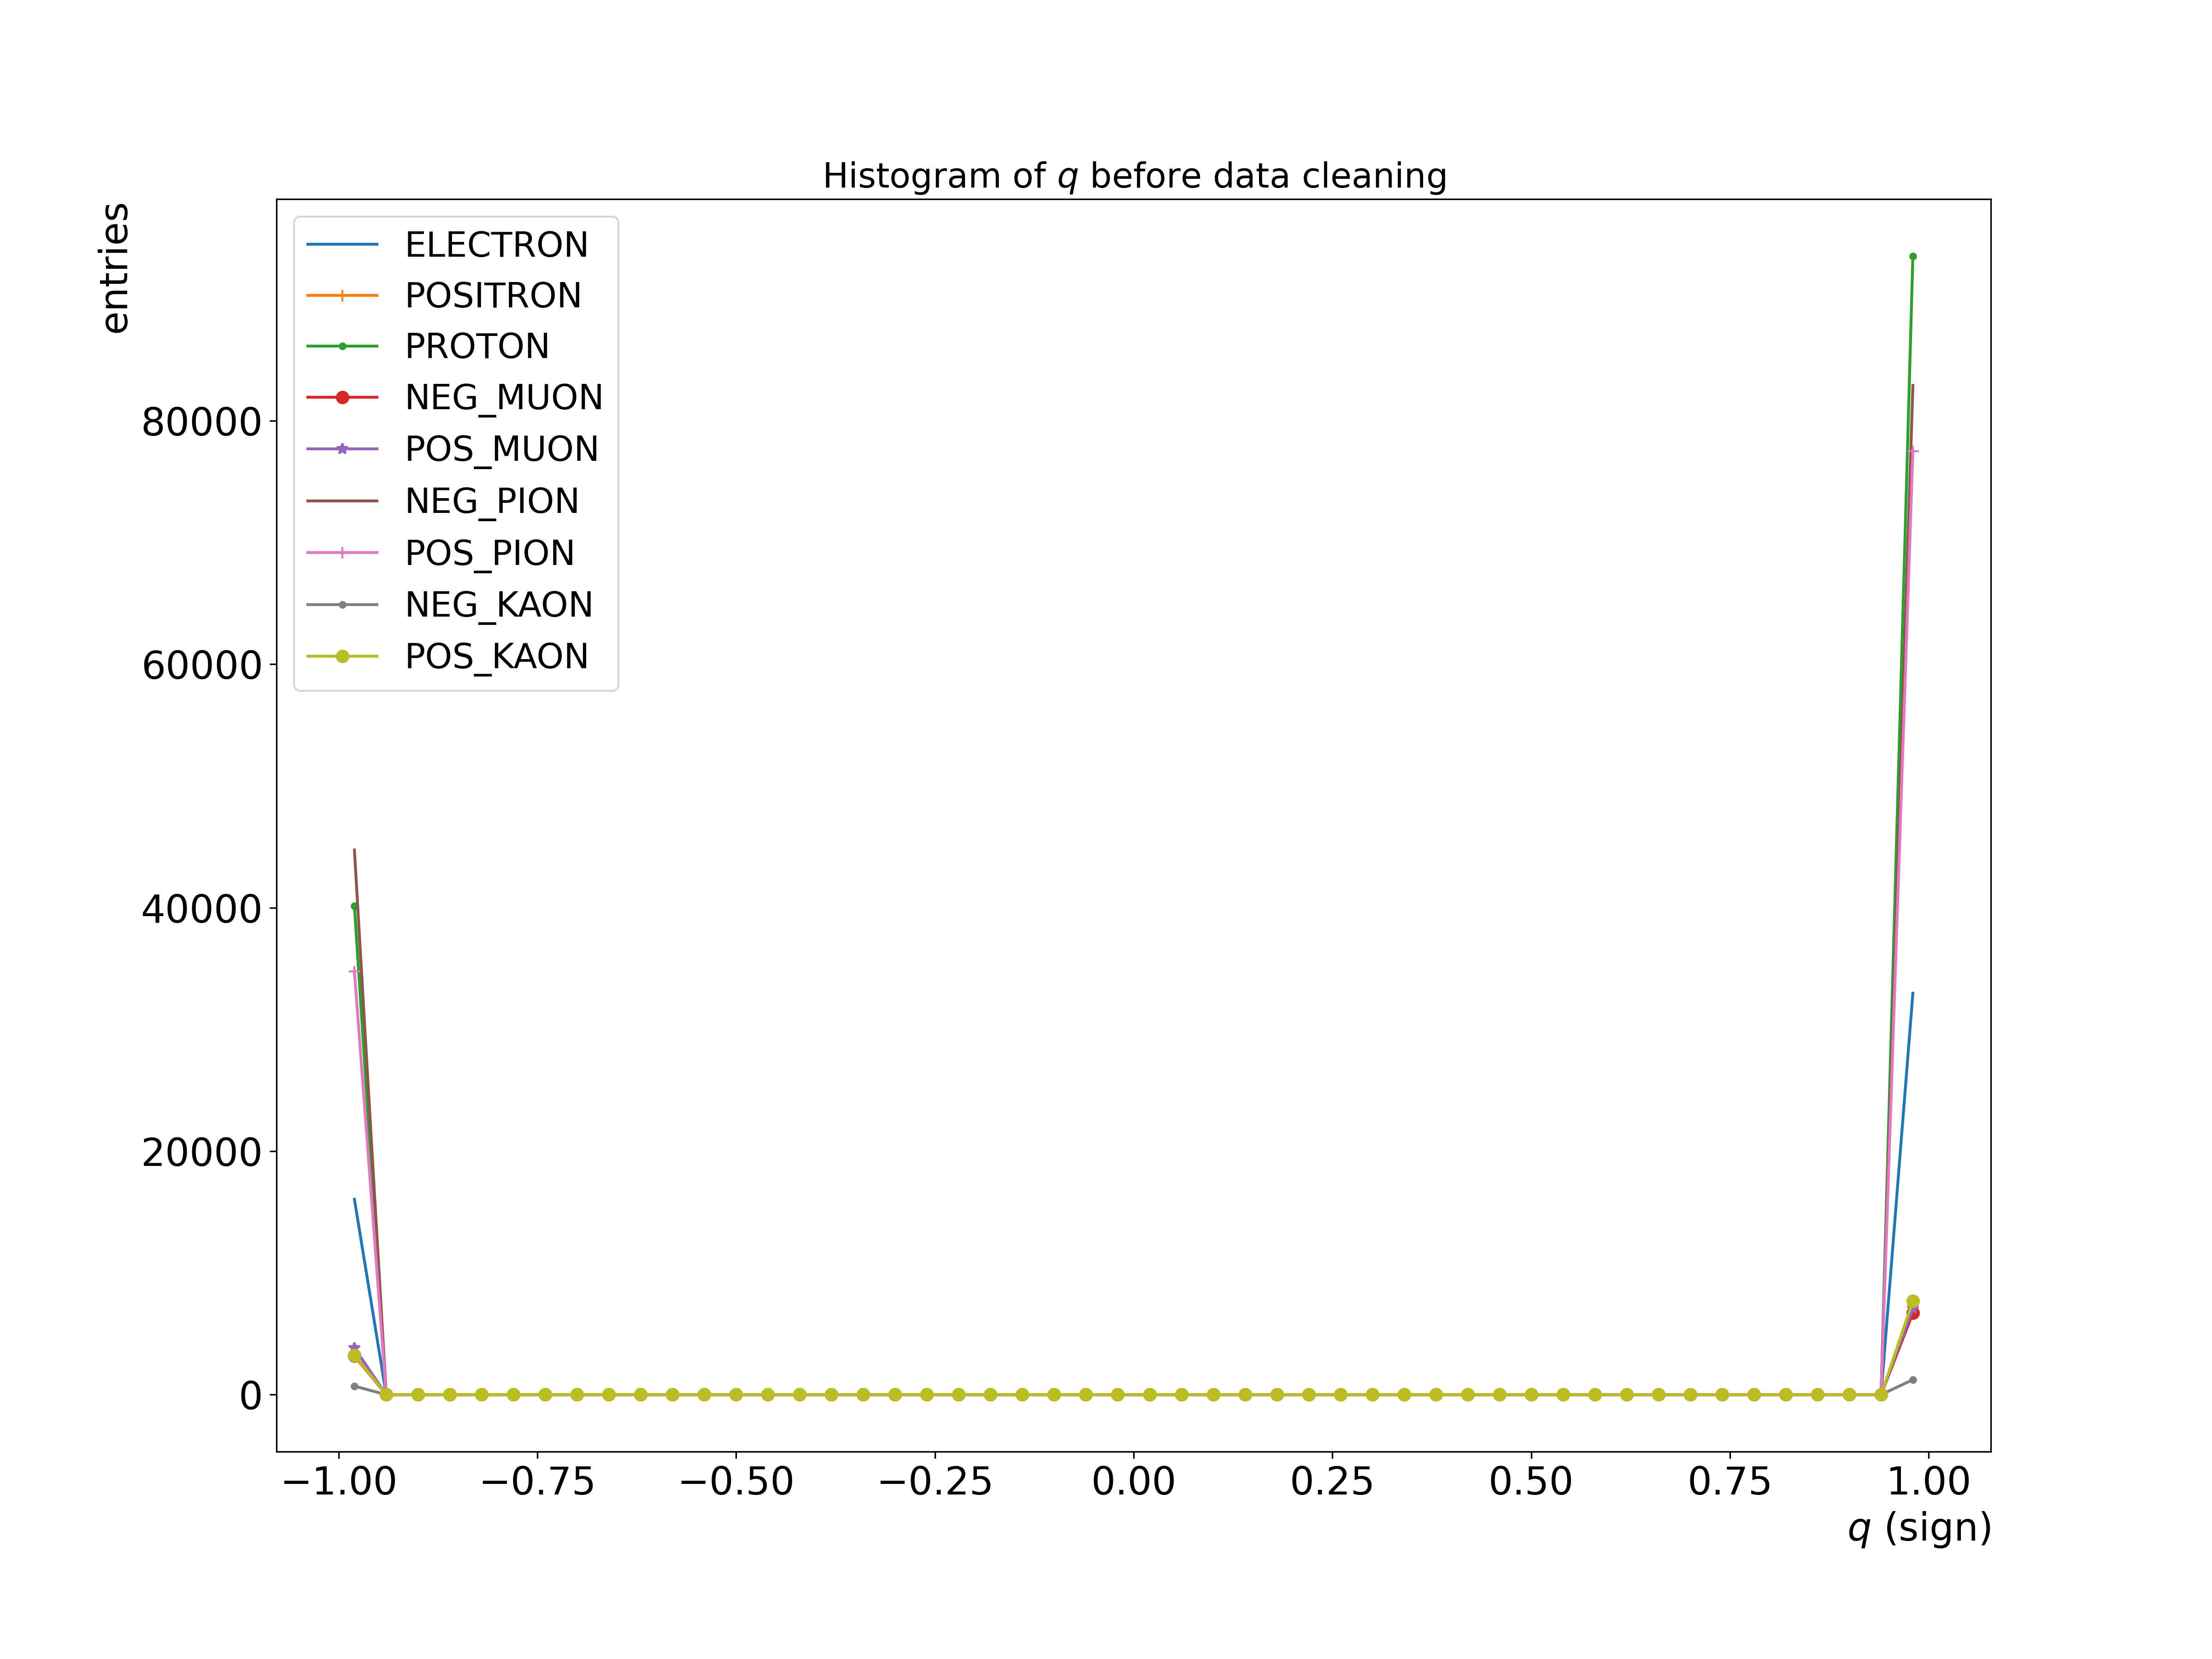 Histogram of q before data cleaning
entries
ELECTRON
POSITRON
PROTON
NEG_MUON
POS_MUON
NEG_PION
POS_PION
NEG_KAON
POS_KAON
80000
60000
40000
20000
0
−1.00 −0.75 −0.50 −0.25 0.00 0.25 0.50 0.75 1.00
q (sign)